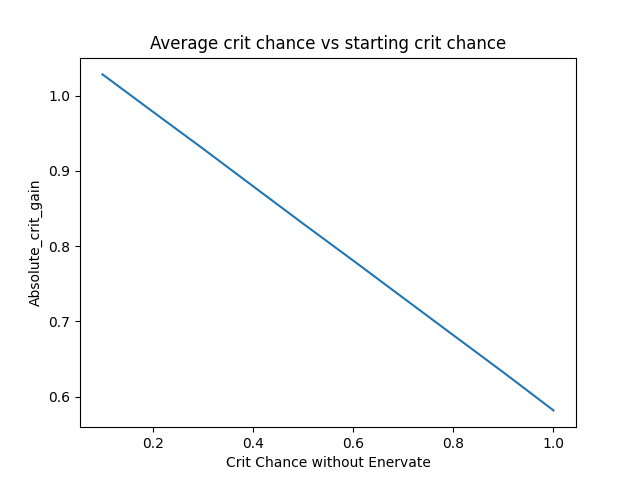 Average crit chance vs starting crit chance
1.0
0.9
0.8
0.7
0.6
Absolute_crit_gain
0.2 0.4 0.6 0.8 1.0
Crit Chance without Enervate